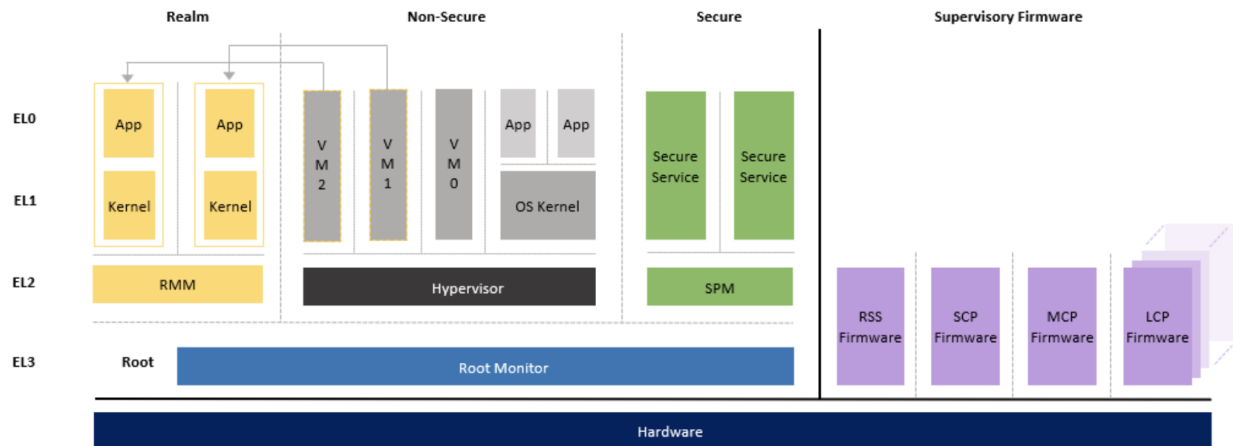 Realm
Non-Secure
Secure
Supervisory Firmware
EL0
App
App
V
M
2
V
M
1
V
M
0
App
App
Secure
Service
Secure
Service
EL1
Kernel
Kernel
OS Kernel
EL2
RMM
Hypervisor
SPM
RSS
Firmware
SCP
Firmware
MCP
Firmware
LCP
Firmware
EL3
Root
Root Monitor
Hardware